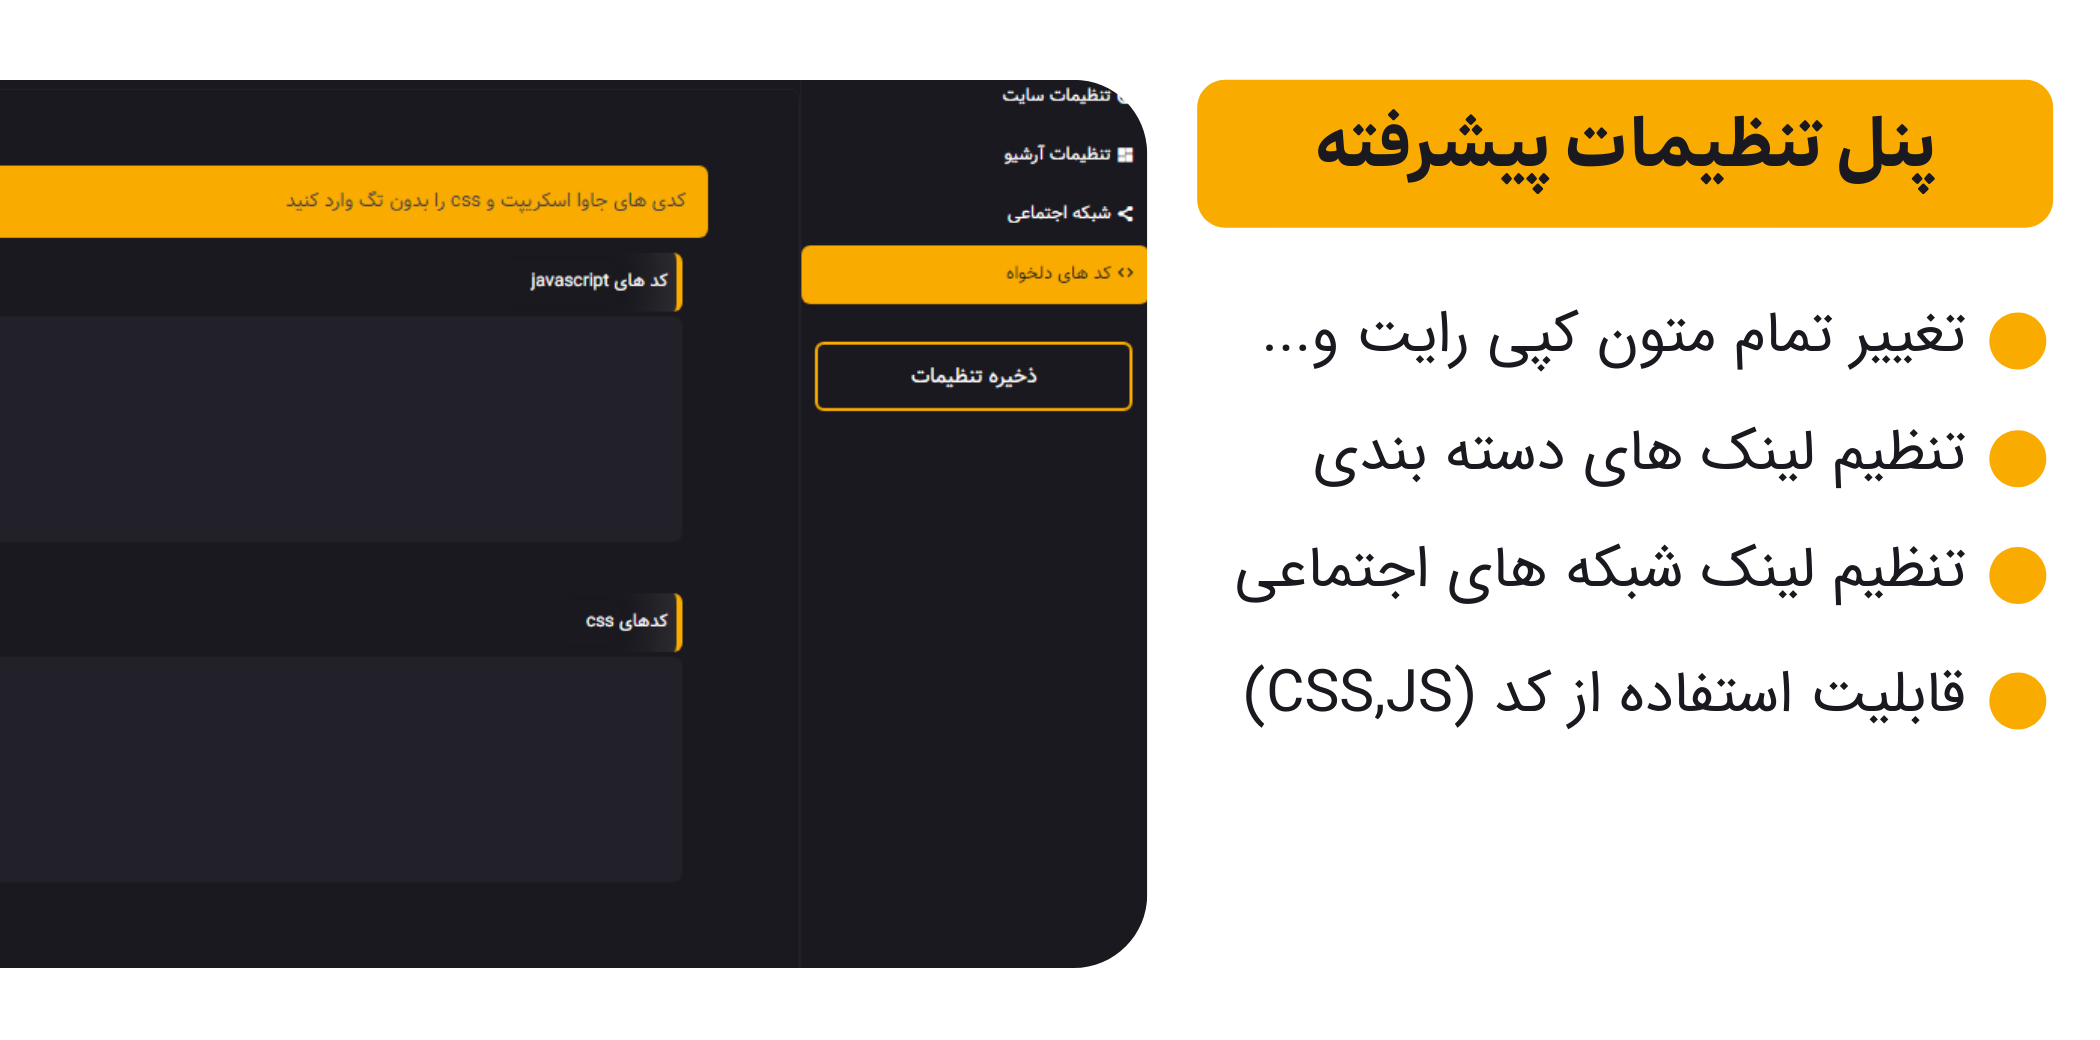 پنل تنظیمات پیشرفته
تغییر تمام متون کپی رایت و...
تنظیم لینک های دسته بندی
تنظیم لینک شبکه های اجتماعی
قابلیت استفاده از کد (CSS,JS)
تنظیمات سایت
تنظیمات آرشیو
شبکه اجتماعی
کد های دلخواه
ذخیره تنظیمات
کدی های جاوا اسکریپت و css را بدون تگ وارد کنید
کد های javascript
کدهای css